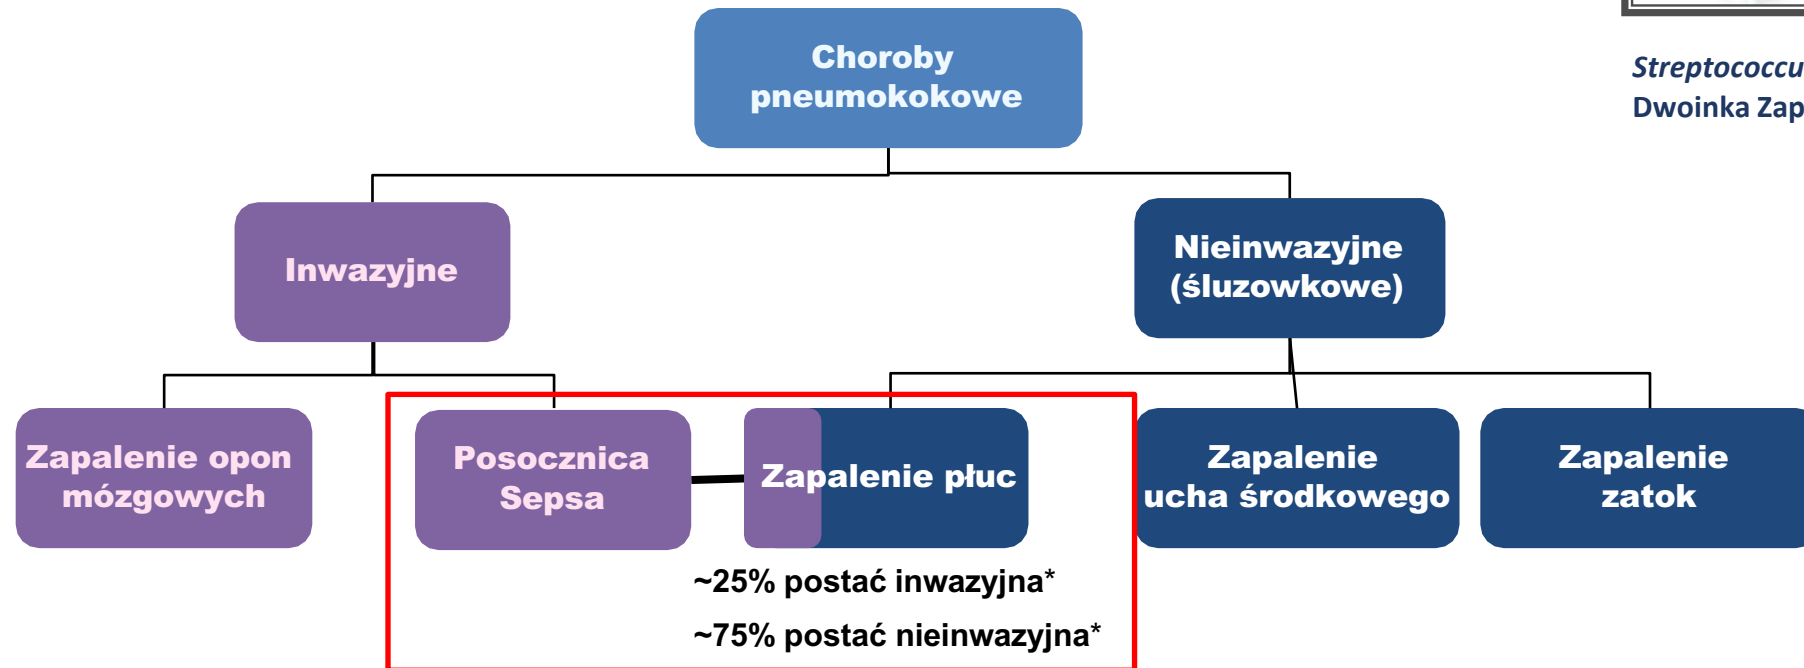 Choroby
pneumokokowe
Streptococcu
Dwoinka Zap
Inwazyjne
Nieinwazyjne
(śluzowkowe)
Zapalenie opon
mózgowych
Posocznica
Sepsa
Zapalenie płuc
Zapalenie
ucha środkowego
Zapalenie
zatok
~25% postać inwazyjna*
~75% postać nieinwazyjna*